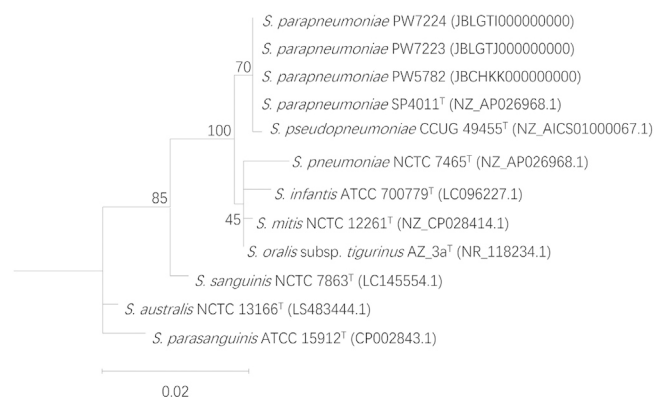 S. parapneumoniae PW7224 (JBLGTI000000000)
S. parapneumoniae PW7223 (JBLGTJ000000000)
70
S. parapneumoniae PW5782 (JBCHKK000000000)
S. parapneumoniae SP4011ᵀ (NZ_AP026968.1)
100
S. pseudopneumoniae CCUG 49455ᵀ (NZ_AICS01000067.1)
S. pneumoniae NCTC 7465ᵀ (NZ_AP026968.1)
85
S. infantis ATCC 700779ᵀ (LC096227.1)
45
S. mitis NCTC 12261ᵀ (NZ_CP028414.1)
S. oralis subsp. tigurinus AZ_3aᵀ (NR_118234.1)
S. sanguinis NCTC 7863ᵀ (LC145554.1)
S. australis NCTC 13166ᵀ (LS483444.1)
S. parasanguinis ATCC 15912ᵀ (CP002843.1)
0.02